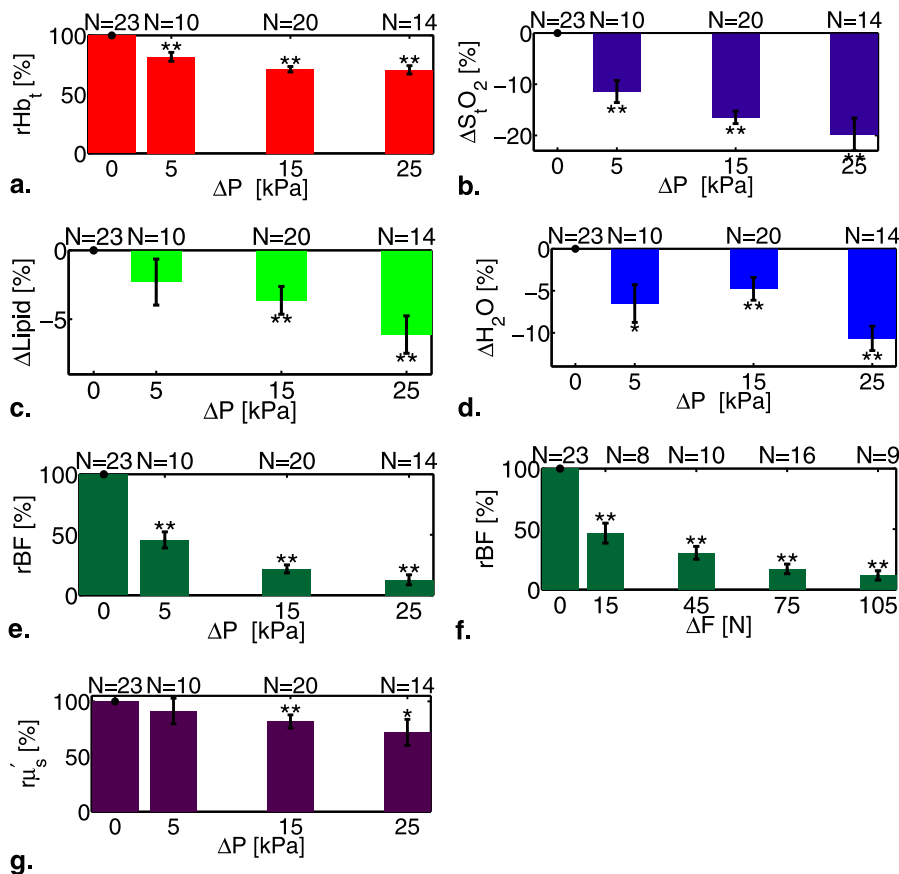 N=23 N=10 N=20 N=14
100
50
0
rHb_t [%]
** ** **
0 5 15 25
ΔP [kPa]
a.
N=23 N=10 N=20 N=14
0
−10
−20
ΔS_tO_2 [%]
** ** **
0 5 15 25
ΔP [kPa]
b.
N=23 N=10 N=20 N=14
0
−5
ΔLipid [%]
** **
0 5 15 25
ΔP [kPa]
c.
N=23 N=10 N=20 N=14
0
−5
−10
ΔH_2O [%]
* ** **
0 5 15 25
ΔP [kPa]
d.
N=23 N=10 N=20 N=14
100
50
0
rBF [%]
** ** **
0 5 15 25
ΔP [kPa]
e.
N=23 N=8 N=10 N=16 N=9
100
50
0
rBF [%]
** ** ** **
0 15 45 75 105
ΔF [N]
f.
N=23 N=10 N=20 N=14
100
50
0
rμ_s′ [%]
** *
0 5 15 25
ΔP [kPa]
g.